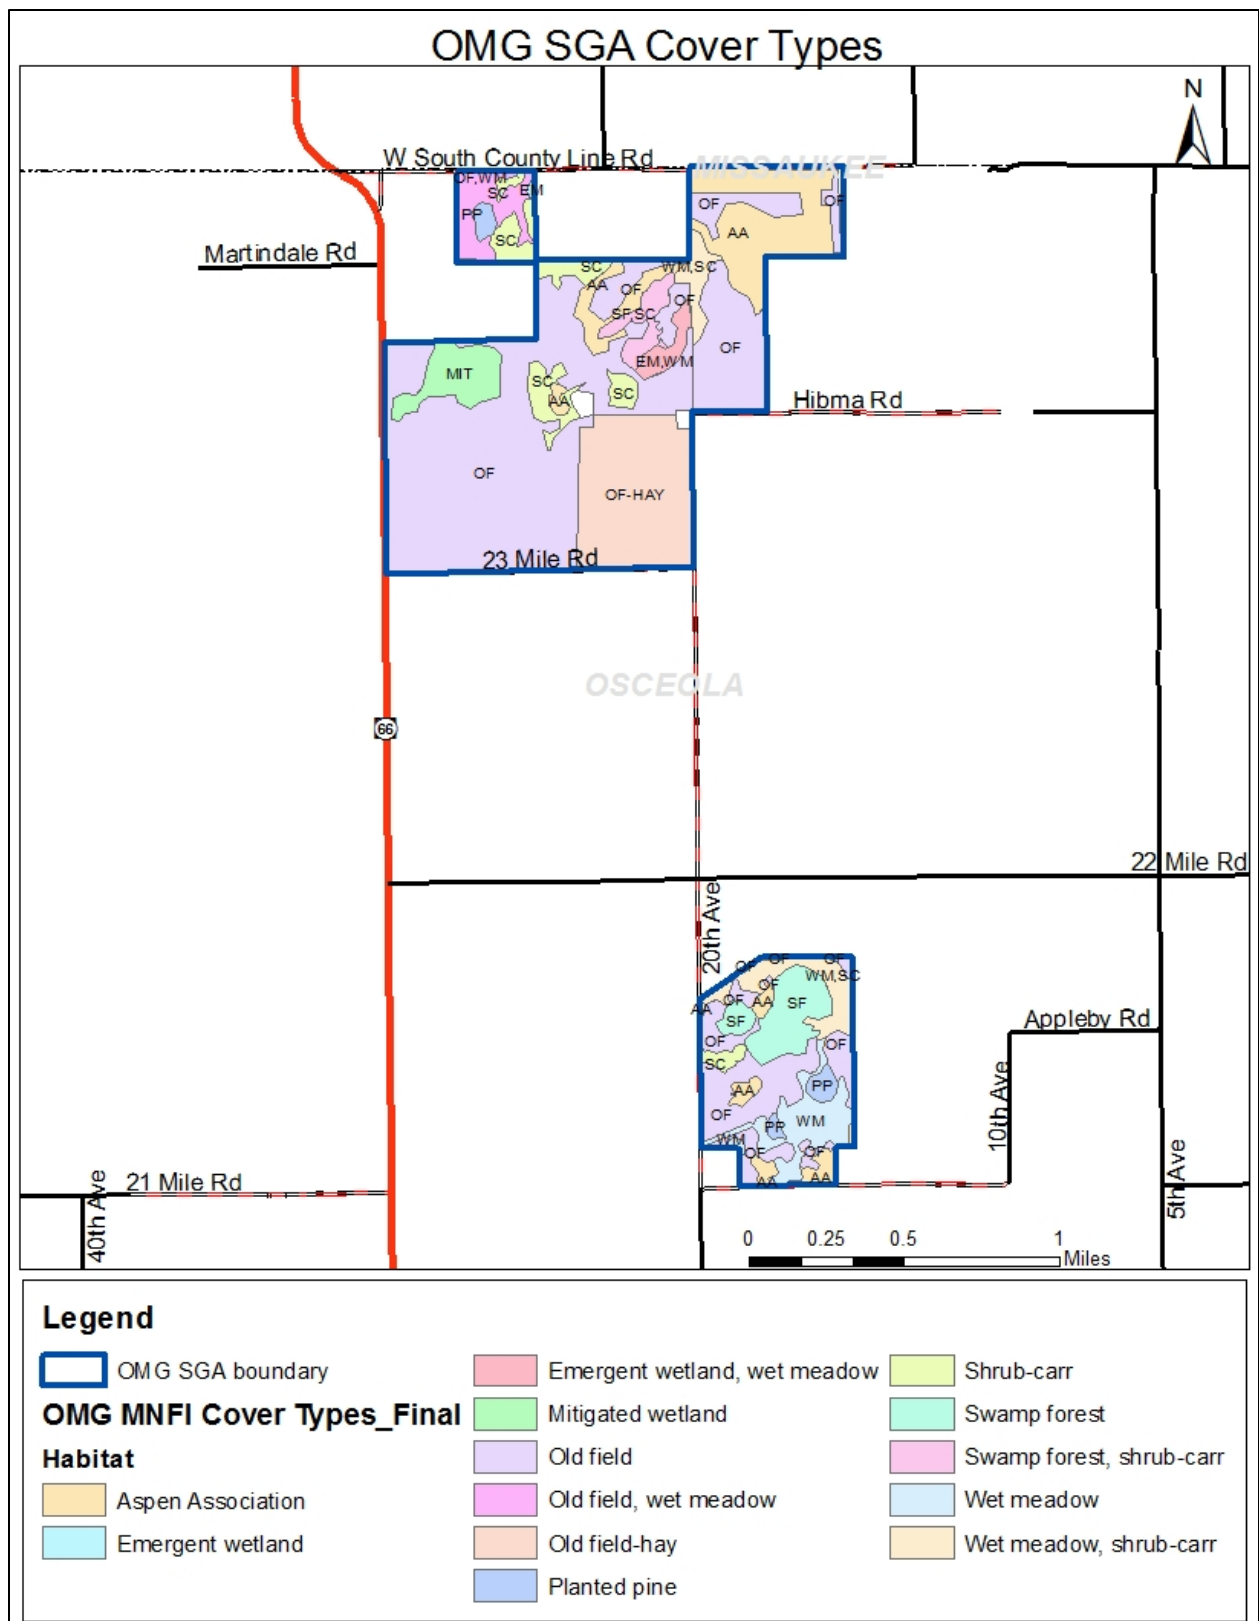 OMG SGA Cover Types
N
W South County Line Rd
MISSAUKEE
OF,WM
SC
EM
PP
SC
OF
OF
AA
Martindale Rd
SC
WM,SC
AA
OF
OF
SF,SC
OF
EM,WM
MIT
SC
SC
AA
Hibma Rd
OF
OF-HAY
23 Mile Rd
OSCEOLA
66
22 Mile Rd
20th Ave
OF
OF
OF
WM,SC
OF
OF
AA
SF
AA
SF
Appleby Rd
OF
OF
SC
PP
AA
10th Ave
OF
PP
WM
WM
OF
OF
AA
AA
21 Mile Rd
40th Ave
5th Ave
0 0.25 0.5 1
Miles
Legend
OMG SGA boundary
OMG MNFI Cover Types_Final
Habitat
Aspen Association
Emergent wetland
Emergent wetland, wet meadow
Mitigated wetland
Old field
Old field, wet meadow
Old field-hay
Planted pine
Shrub-carr
Swamp forest
Swamp forest, shrub-carr
Wet meadow
Wet meadow, shrub-carr